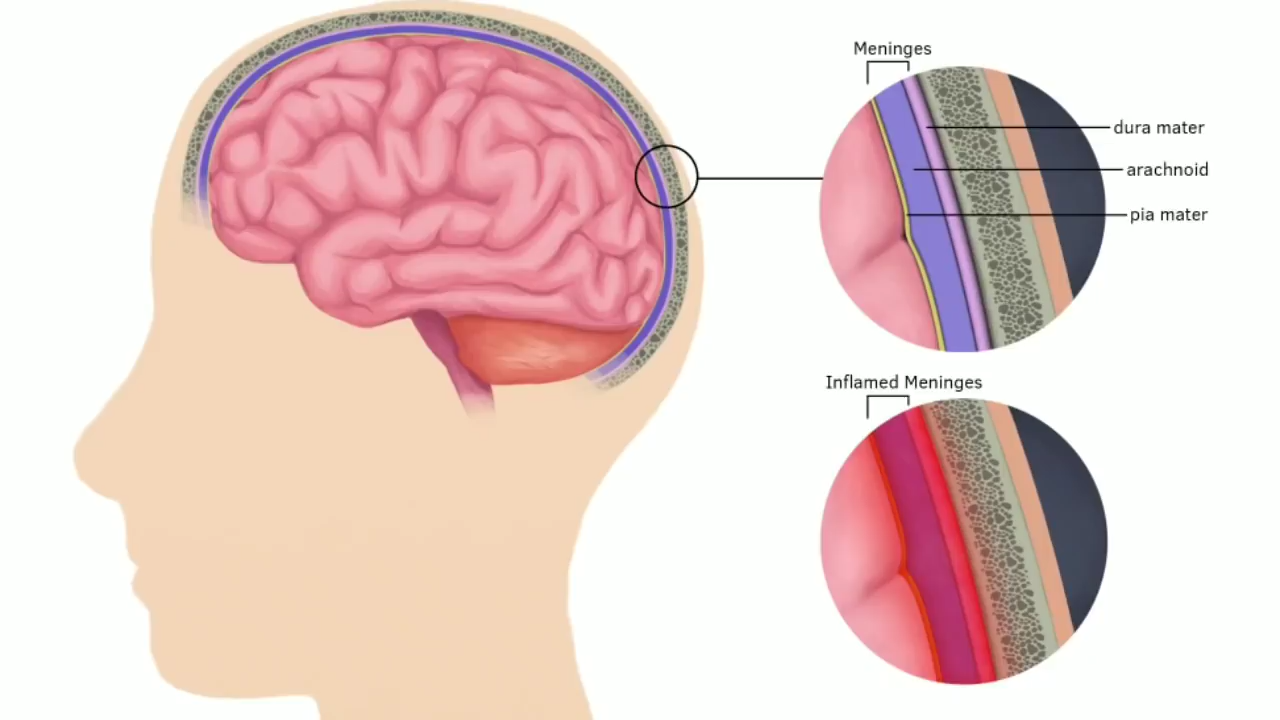 Meninges
dura mater
arachnoid
pia mater
Inflamed Meninges